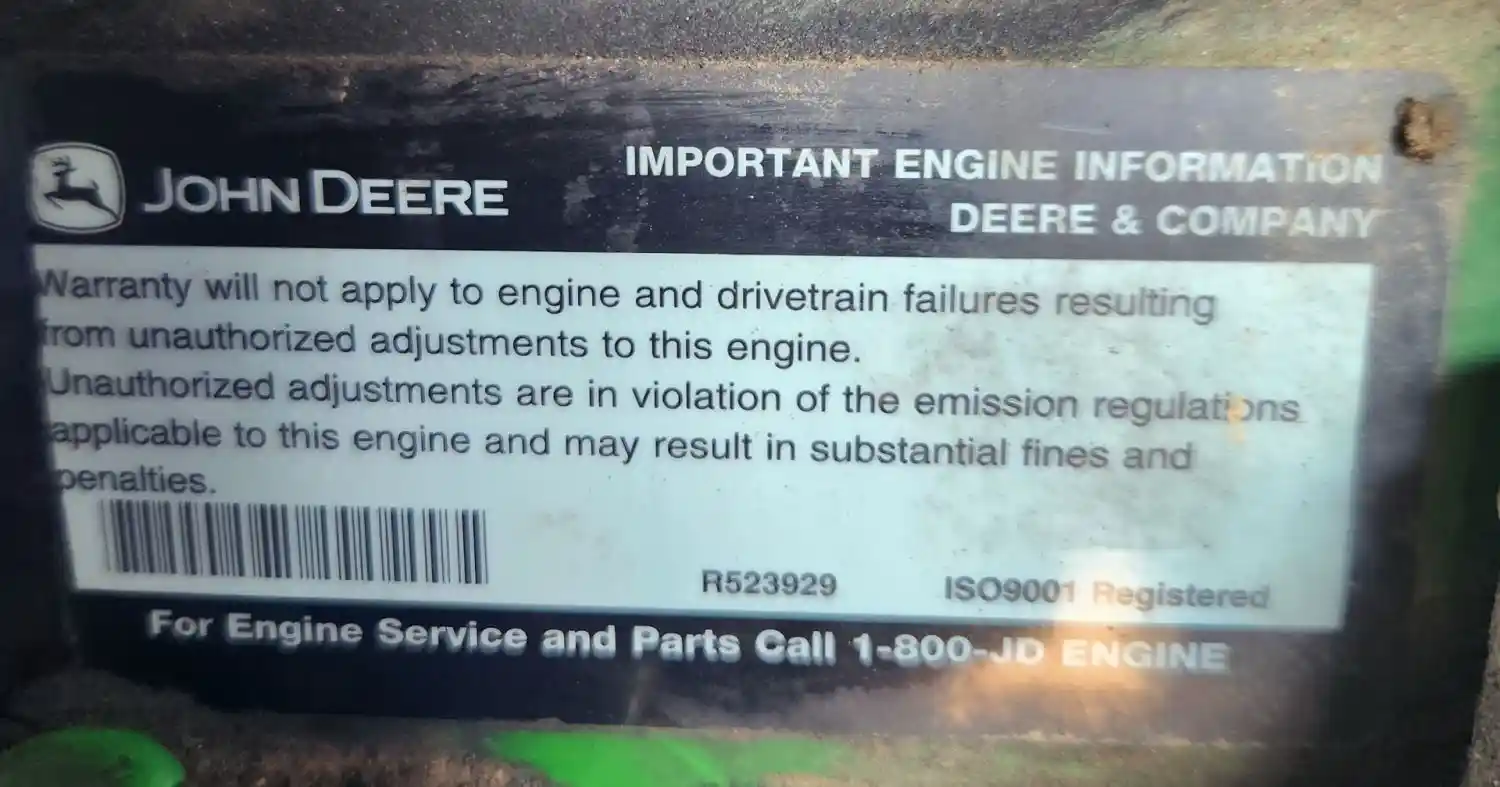 JOHN DEERE
IMPORTANT ENGINE INFORMATION
DEERE & COMPANY
Warranty will not apply to engine and drivetrain failures resulting
from unauthorized adjustments to this engine.
Unauthorized adjustments are in violation of the emission regulations
applicable to this engine and may result in substantial fines and
penalties.
R523929 ISO9001 Registered
For Engine Service and Parts Call 1-800-JD ENGINE